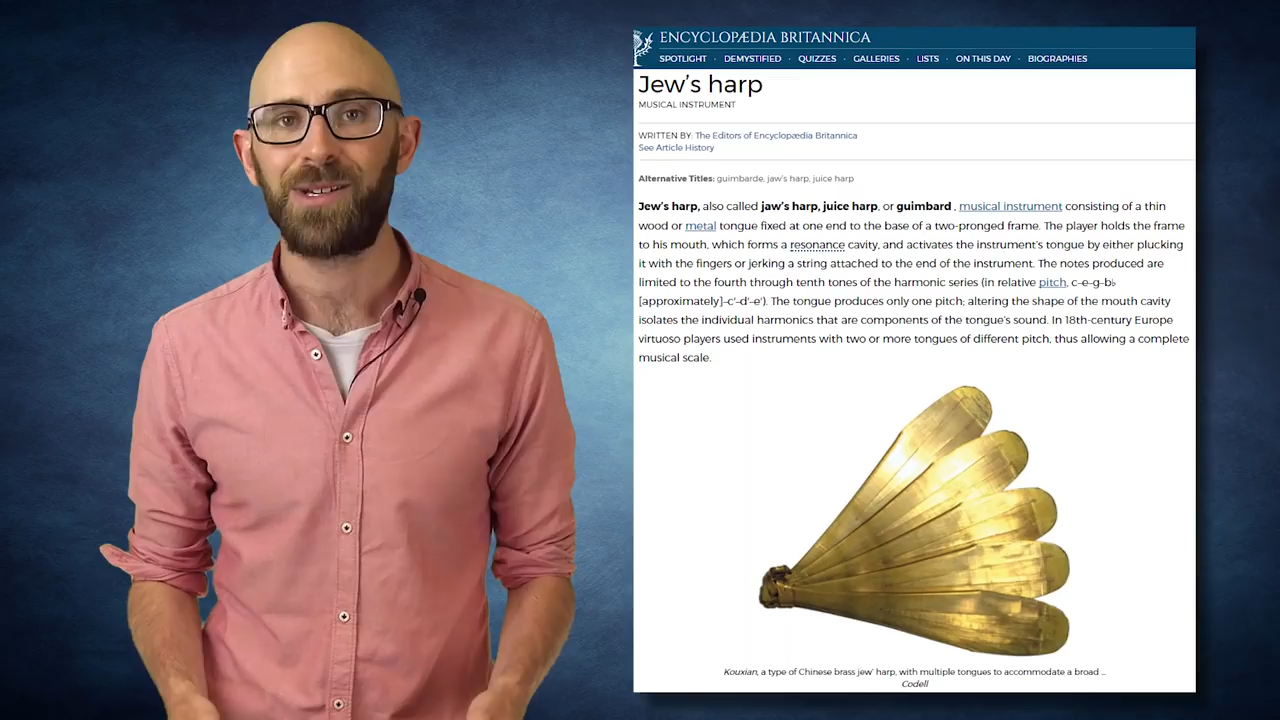 ENCYCLOPÆDIA BRITANNICA
SPOTLIGHT · DEMYSTIFIED · QUIZZES · GALLERIES · LISTS · ON THIS DAY · BIOGRAPHIES
Jew's harp
MUSICAL INSTRUMENT
WRITTEN BY: The Editors of Encyclopædia Britannica
See Article History
Alternative Titles: guimbarde, jaw's harp, juice harp
Jew's harp, also called jaw's harp, juice harp, or guimbard , musical instrument consisting of a thin
wood or metal tongue fixed at one end to the base of a two-pronged frame. The player holds the frame
to his mouth, which forms a resonance cavity, and activates the instrument's tongue by either plucking
it with the fingers or jerking a string attached to the end of the instrument. The notes produced are
limited to the fourth through tenth tones of the harmonic series (in relative pitch, c-e-g-b♭
[approximately]-c′-d′-e′). The tongue produces only one pitch; altering the shape of the mouth cavity
isolates the individual harmonics that are components of the tongue's sound. In 18th-century Europe
virtuoso players used instruments with two or more tongues of different pitch, thus allowing a complete
musical scale.
Kouxian, a type of Chinese brass jew' harp, with multiple tongues to accommodate a broad ...
Codell